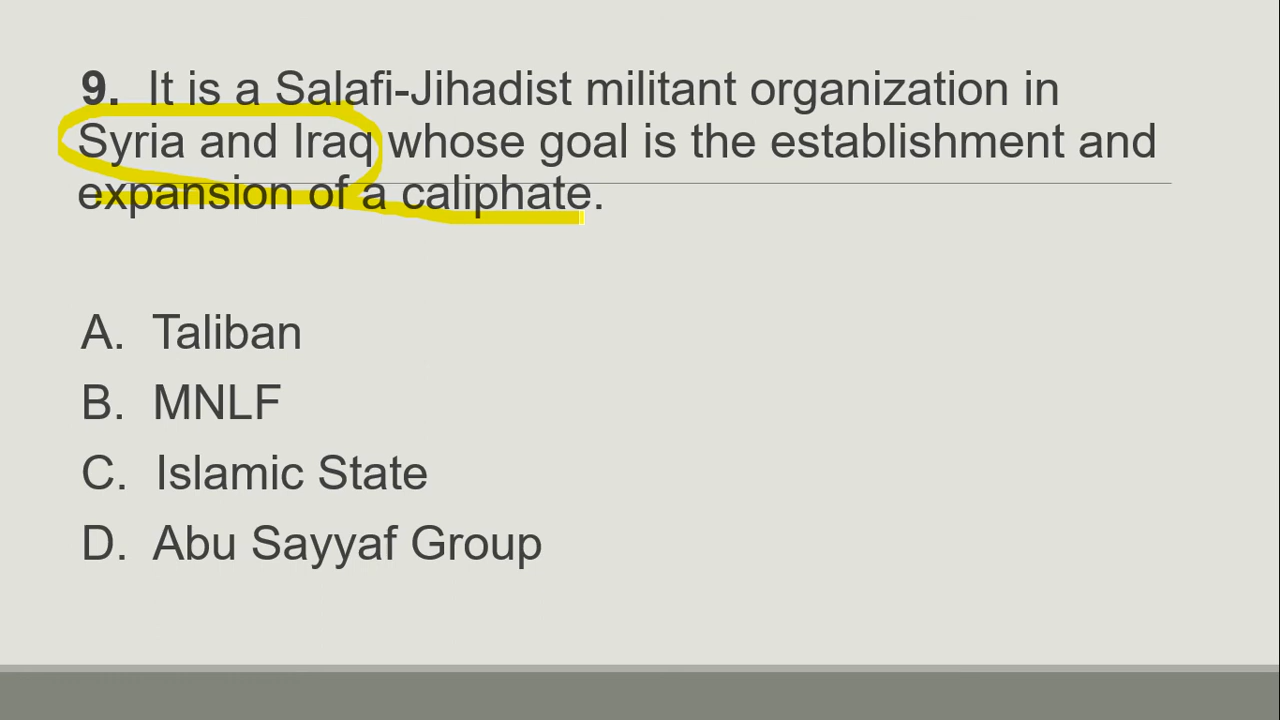 9. It is a Salafi-Jihadist militant organization in
Syria and Iraq whose goal is the establishment and
expansion of a caliphate.
A. Taliban
B. MNLF
C. Islamic State
D. Abu Sayyaf Group